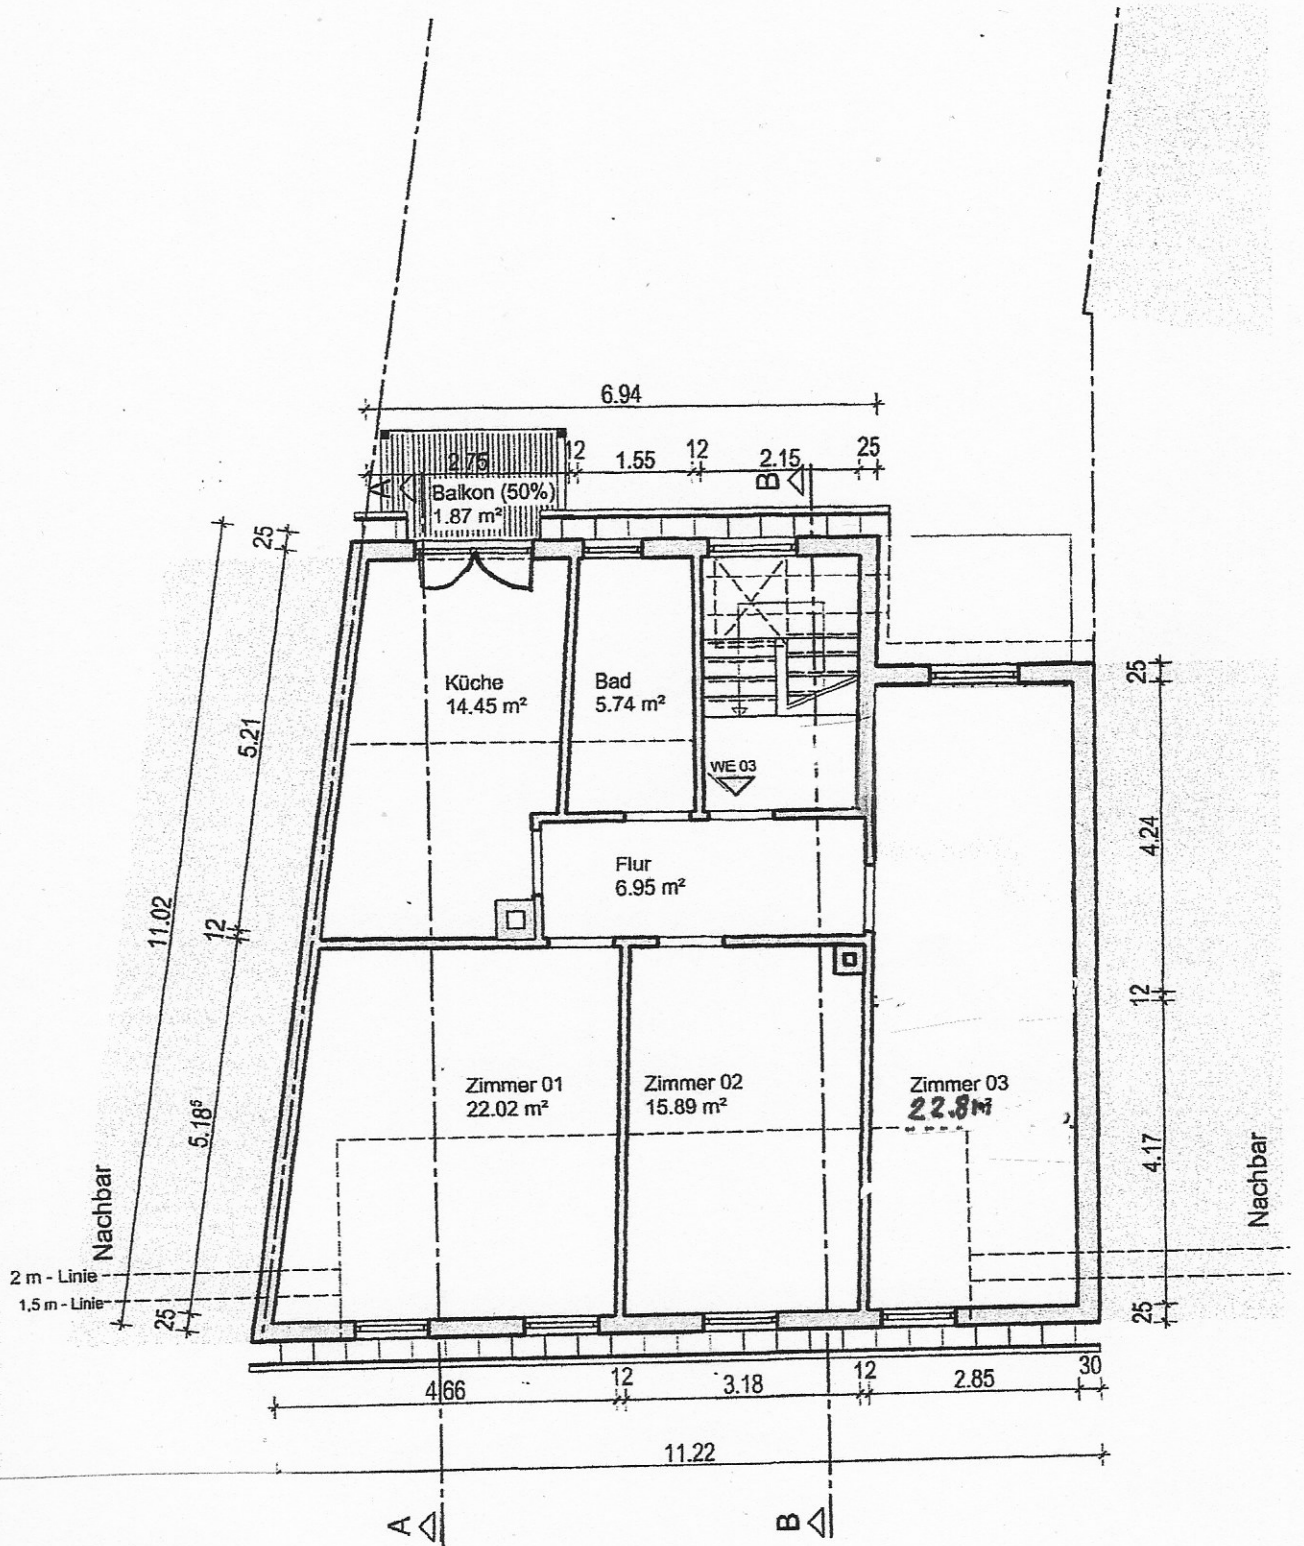 6.94
2.75
12
1.55
12
2.15
25
A
B
Balkon (50%)
1.87 m²
25
25
Küche
14.45 m²
Bad
5.74 m²
5.21
WE 03
4.24
Flur
6.95 m²
11.02
12
12
Zimmer 01
22.02 m²
Zimmer 02
15.89 m²
Zimmer 03
22.8 m²
5.18⁵
4.17
Nachbar
Nachbar
2 m - Linie
1,5 m - Linie
25
25
4.66
12
3.18
12
2.85
30
11.22
A
B